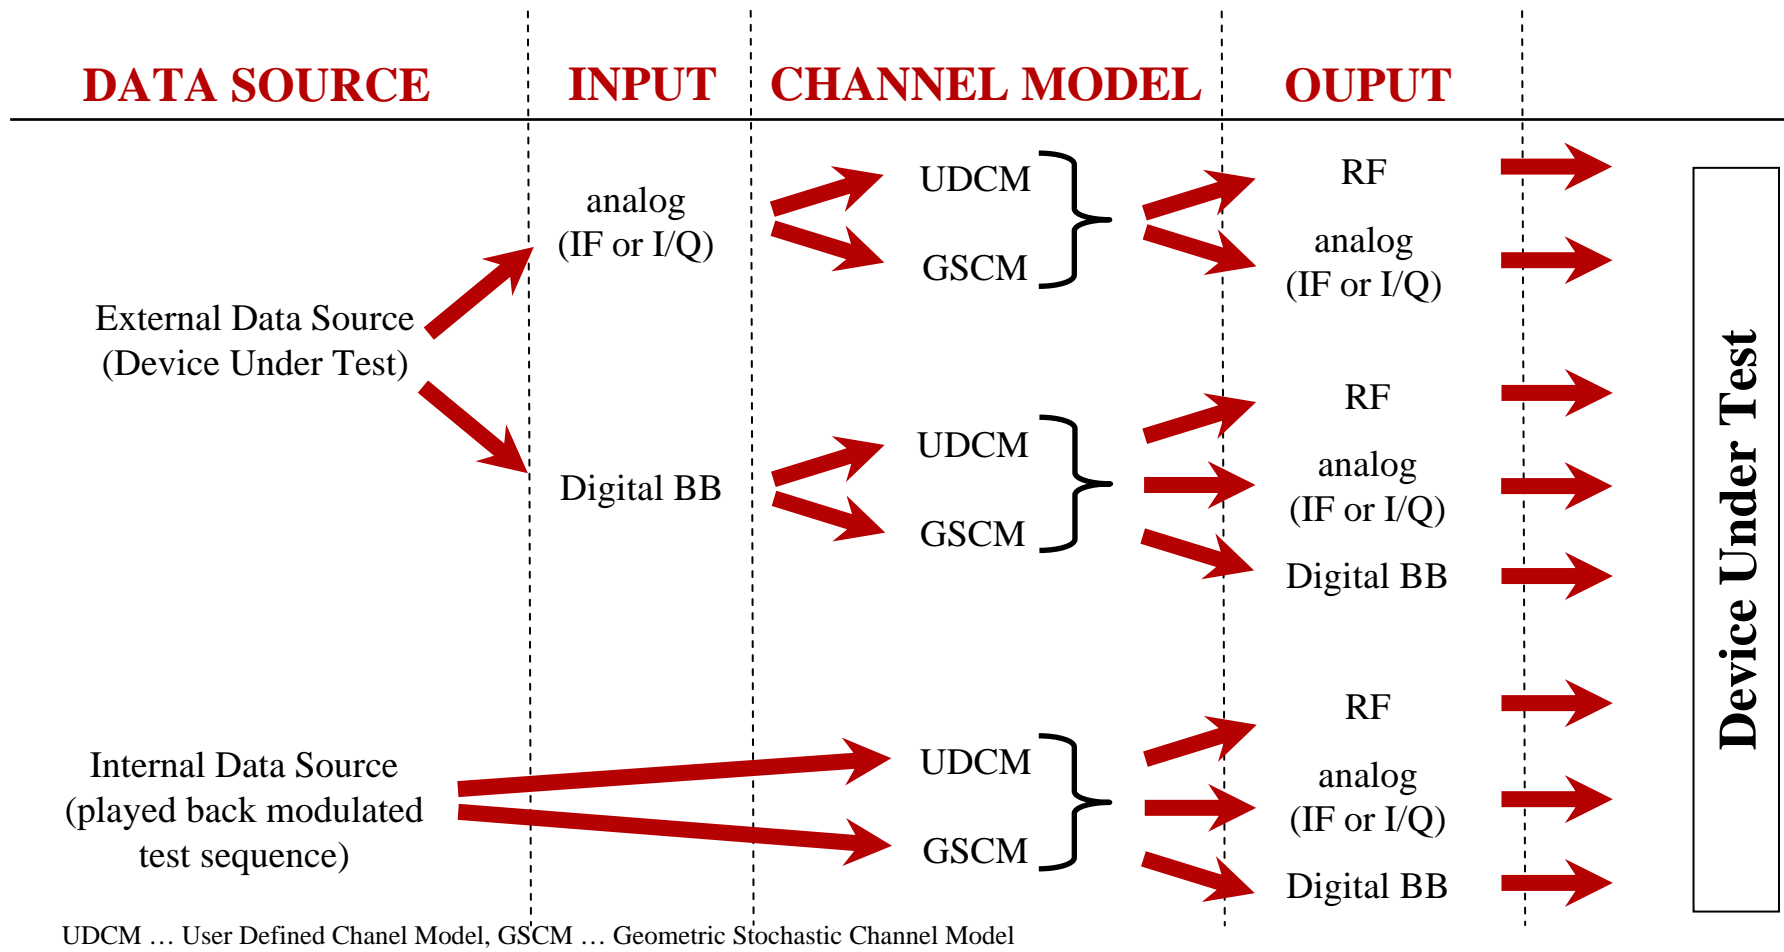 DATA SOURCE
INPUT
CHANNEL MODEL
OUPUT
External Data Source
(Device Under Test)
analog
(IF or I/Q)
UDCM
GSCM
RF
analog
(IF or I/Q)
Digital BB
UDCM
GSCM
RF
analog
(IF or I/Q)
Digital BB
Internal Data Source
(played back modulated
test sequence)
UDCM
GSCM
RF
analog
(IF or I/Q)
Digital BB
Device Under Test
UDCM … User Defined Chanel Model, GSCM … Geometric Stochastic Channel Model